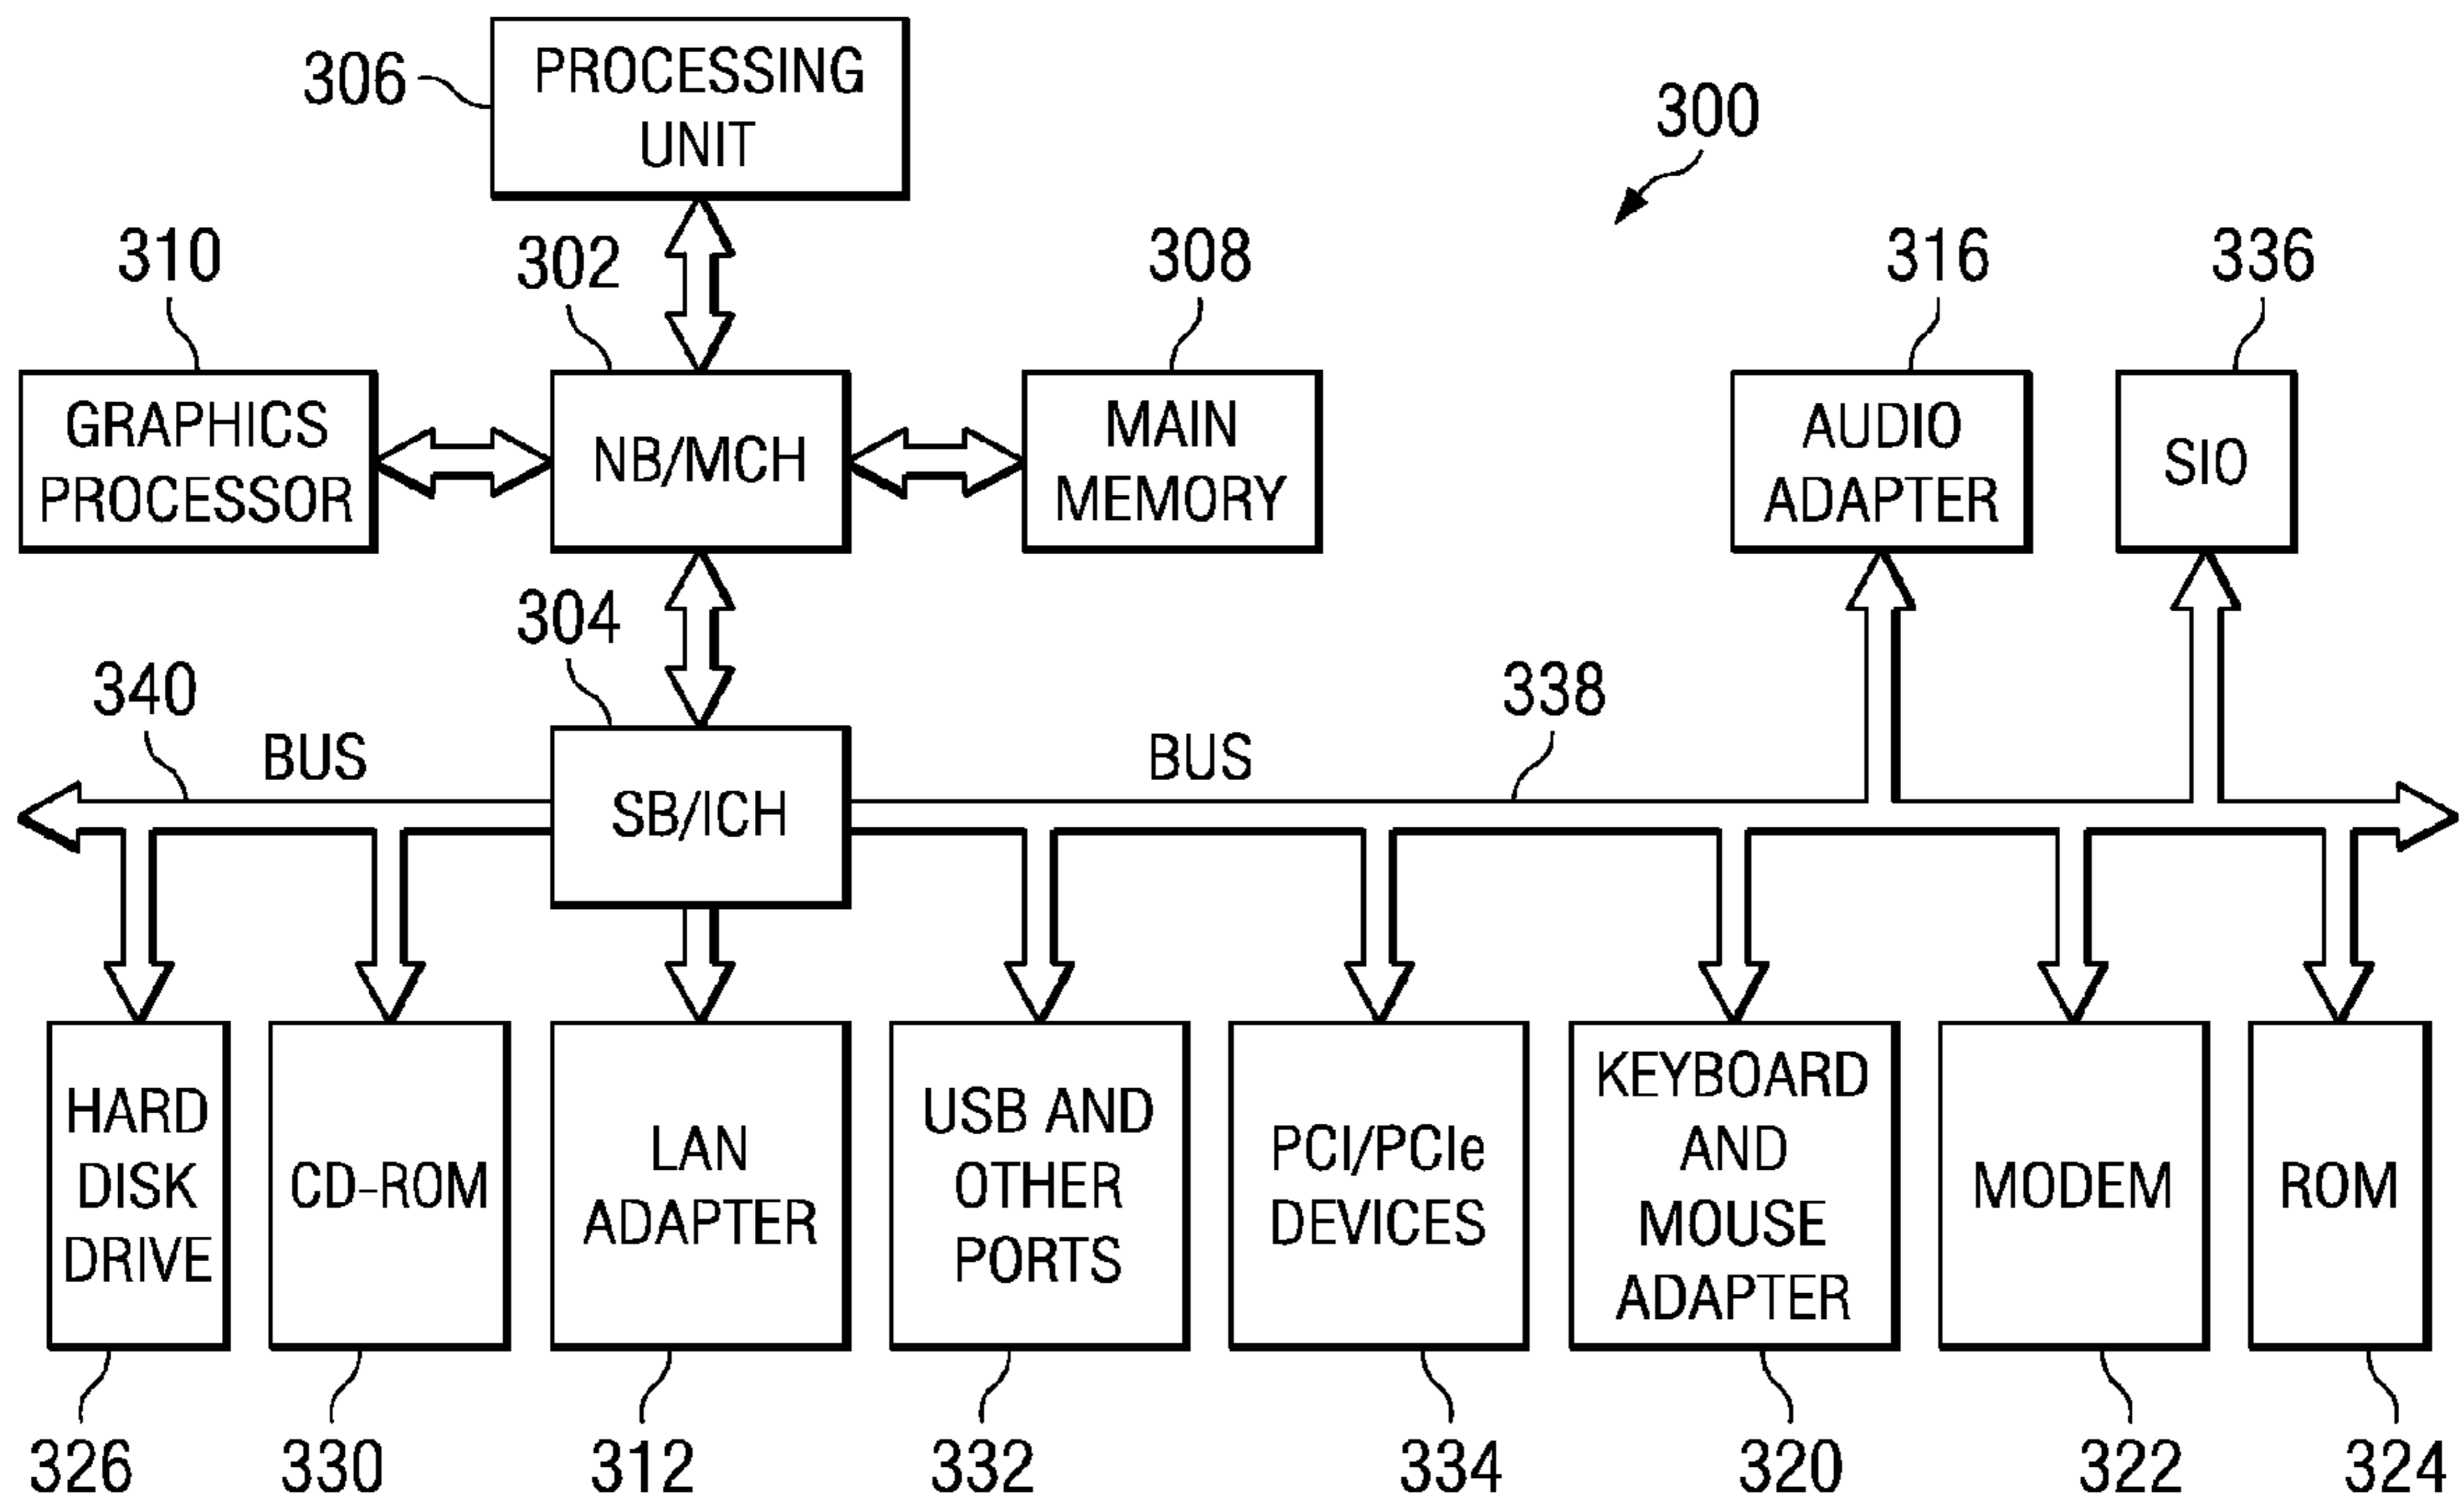 306
PROCESSING
UNIT
300
310
302
308
316
336
GRAPHICS
PROCESSOR
NB/MCH
MAIN
MEMORY
AUDIO
ADAPTER
SIO
304
340
BUS
338
BUS
SB/ICH
HARD
DISK
DRIVE
CD-ROM
LAN
ADAPTER
USB AND
OTHER
PORTS
PCI/PCIe
DEVICES
KEYBOARD
AND
MOUSE
ADAPTER
MODEM
ROM
326
330
312
332
334
320
322
324